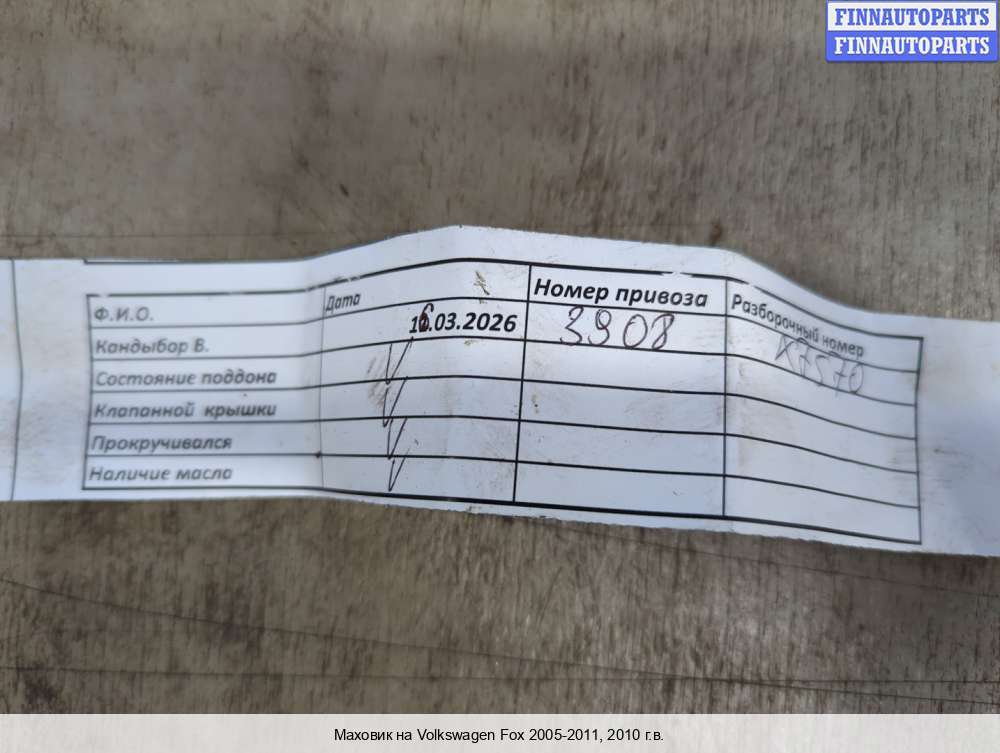 FINNAUTOPARTS
FINNAUTOPARTS
Ф.И.О. Дата Номер привоза Разборочный номер
Кандыбор В. 16.03.2026 3908 X7570
Состояние поддона
Клапанной крышки
Прокручивался
Наличие масла
Маховик на Volkswagen Fox 2005-2011, 2010 г.в.